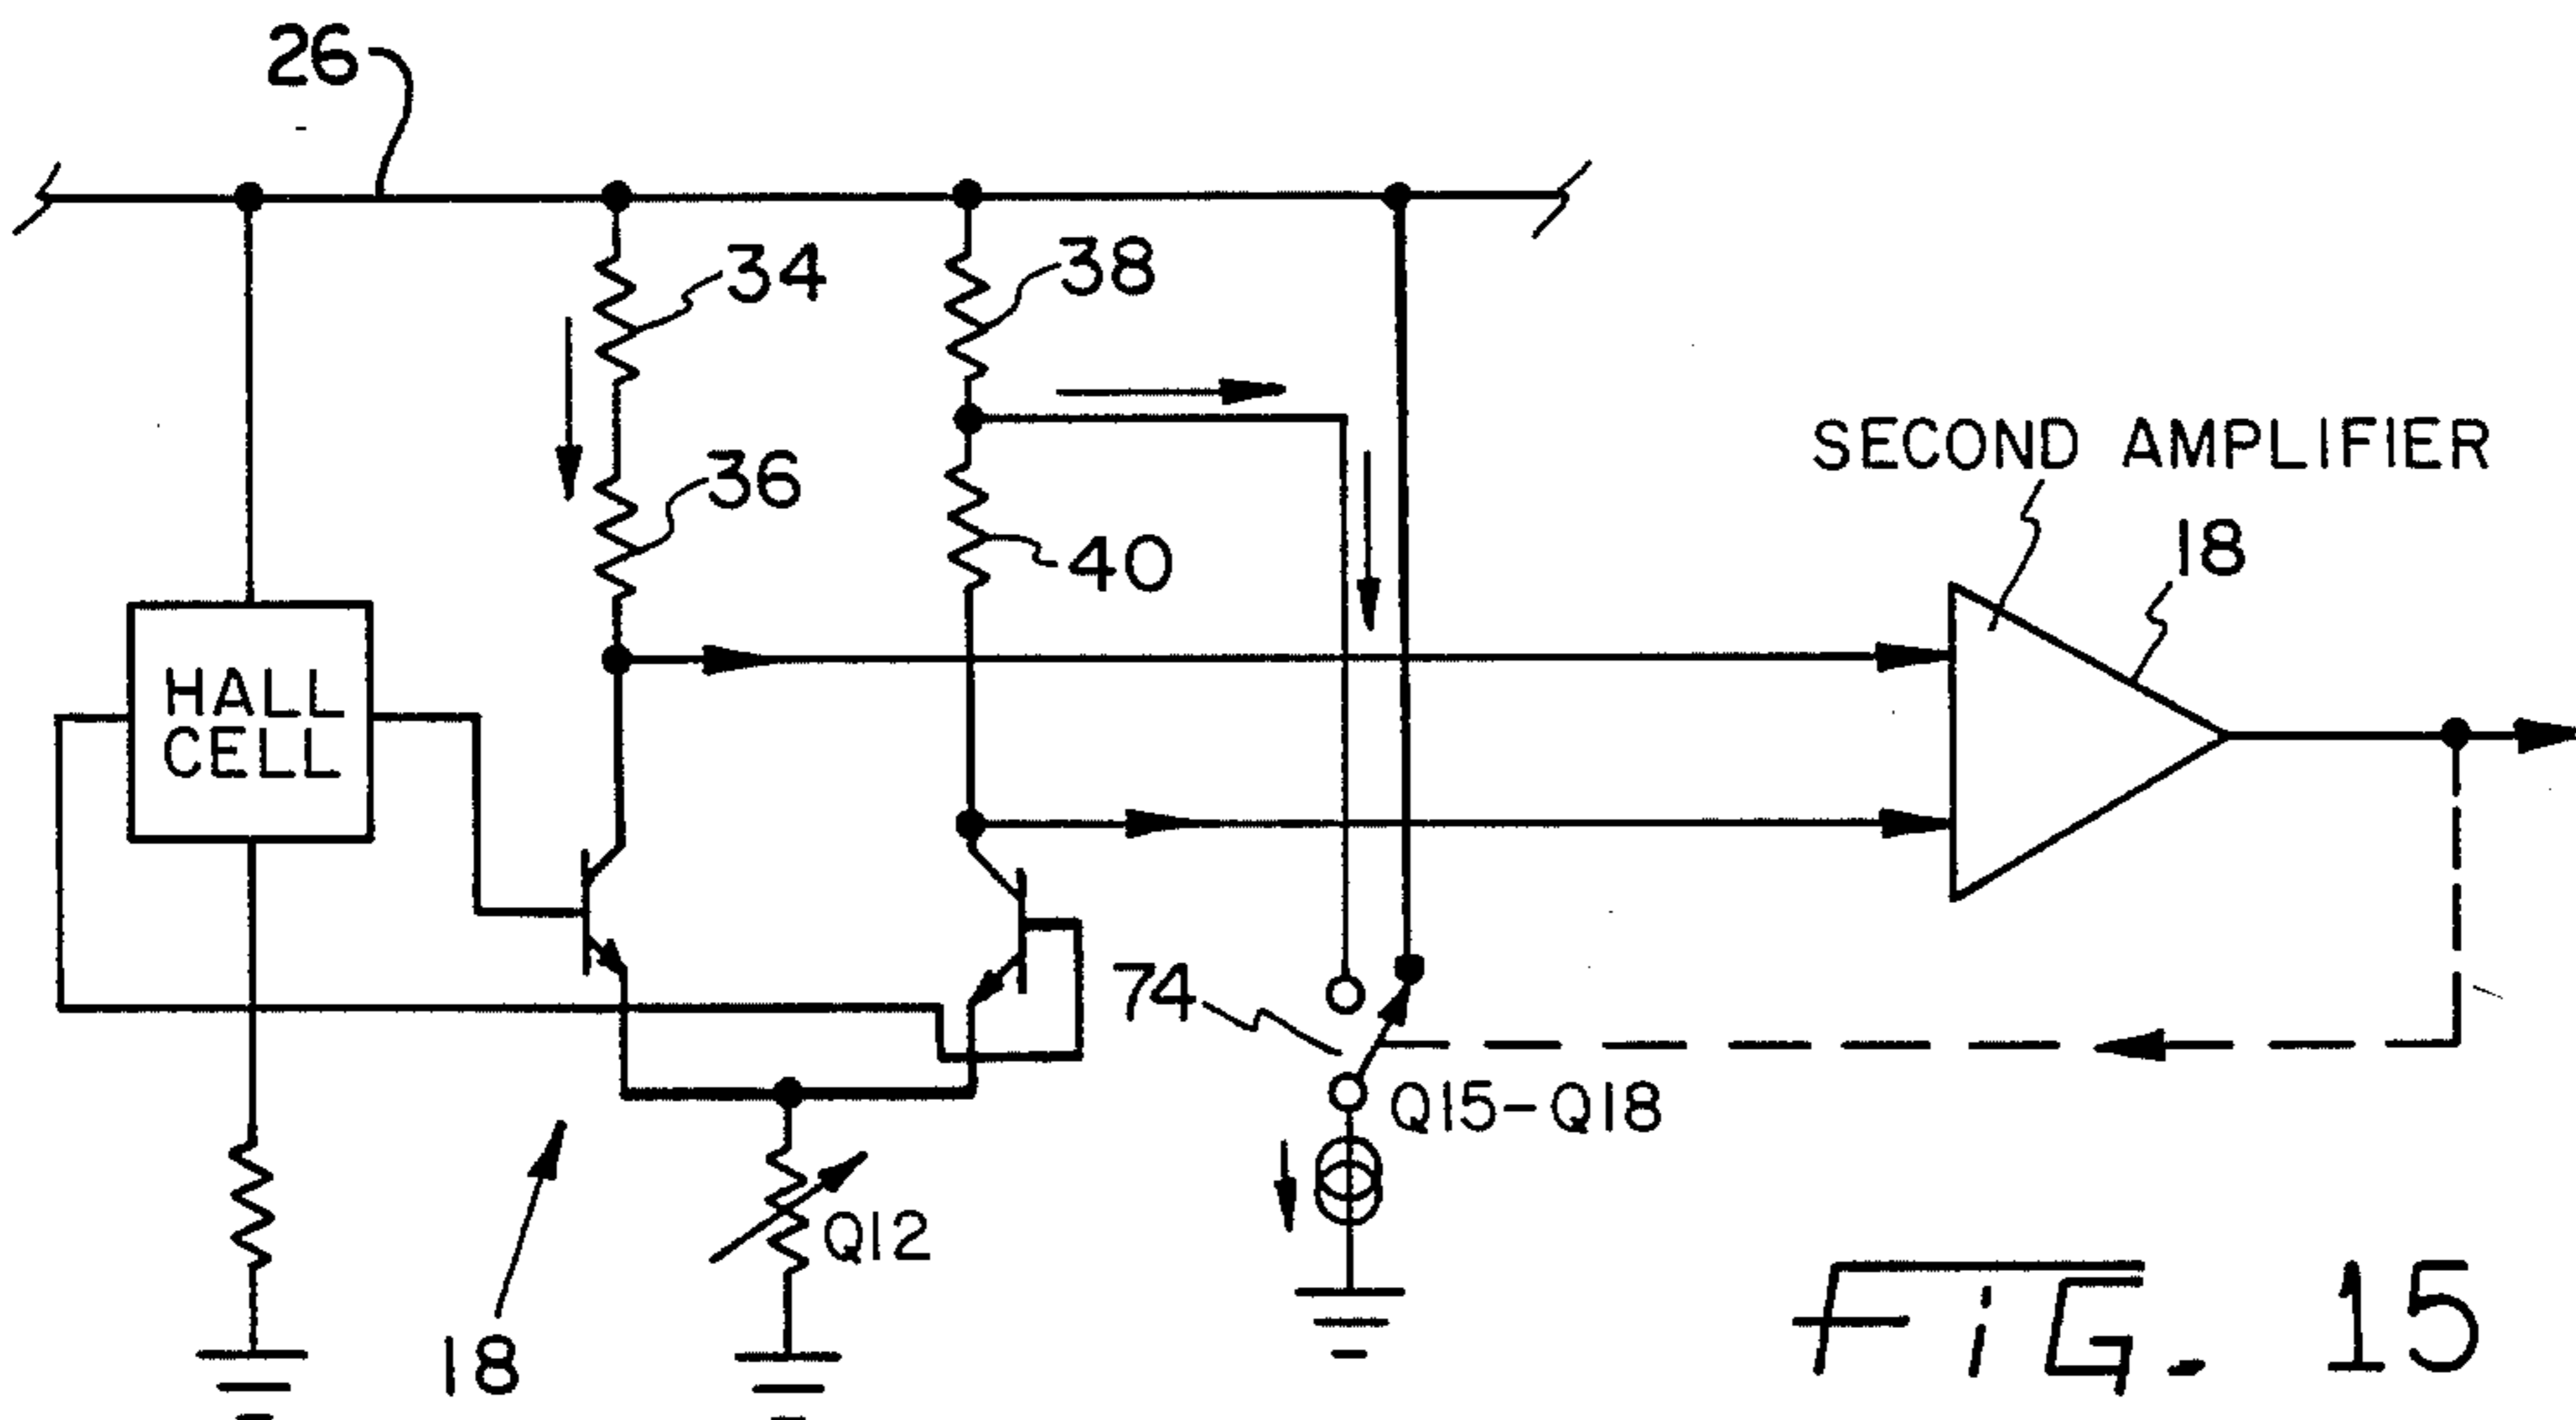 26
34
38
36
40
SECOND AMPLIFIER
18
HALL
CELL
74
Q15-Q18
Q12
18
FIG. 15